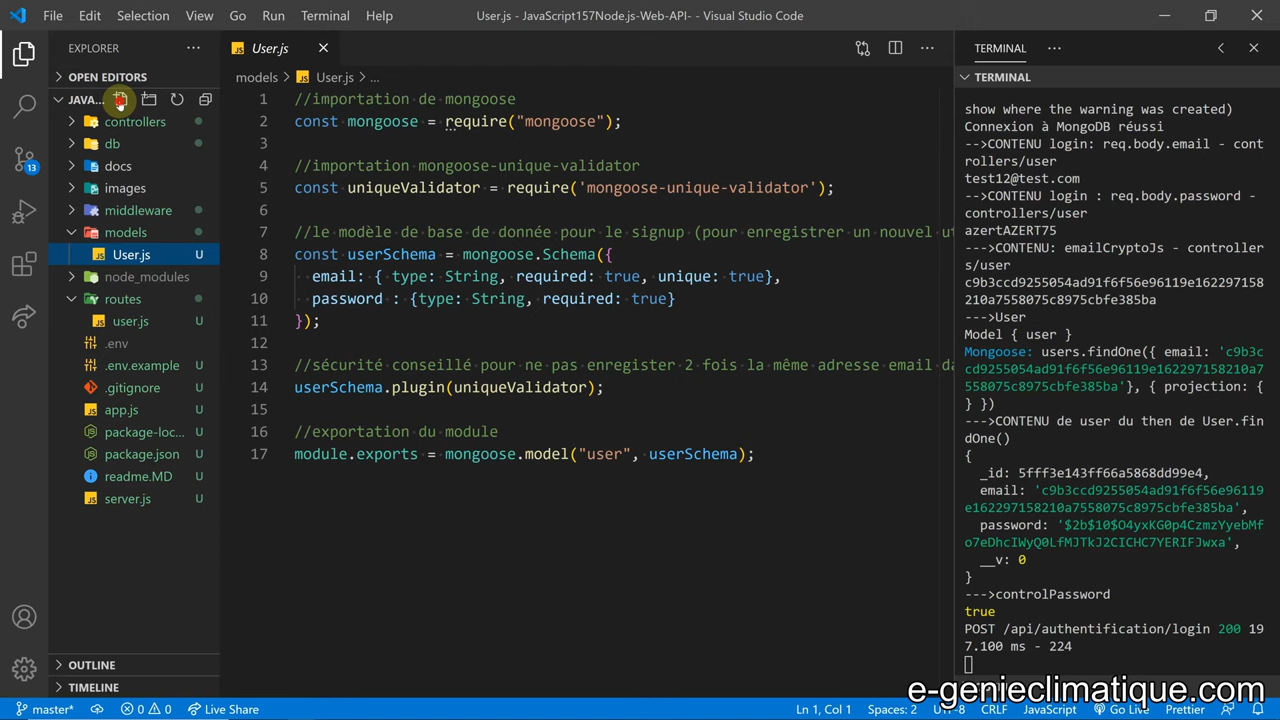 File Edit Selection View Go Run Terminal Help
User.js - JavaScript157Node.js-Web-API- - Visual Studio Code
EXPLORER
OPEN EDITORS
JAVA...
controllers
db
docs
images
middleware
models
User.js U
node_modules
routes
user.js U
.env
.env.example U
.gitignore U
app.js U
package-loc... U
package.json U
readme.MD U
server.js U
OUTLINE
TIMELINE
13
User.js
models > User.js > ...
1 //importation de mongoose
2 const mongoose = require("mongoose");
3
4 //importation mongoose-unique-validator
5 const uniqueValidator = require('mongoose-unique-validator');
6
7 //le modèle de base de donnée pour le signup (pour enregistrer un nouvel ut
8 const userSchema = mongoose.Schema({
9 email: { type: String, required: true, unique: true},
10 password : {type: String, required: true}
11 });
12
13 //sécurité conseillé pour ne pas enregistrer 2 fois la même adresse email da
14 userSchema.plugin(uniqueValidator);
15
16 //exportation du module
17 module.exports = mongoose.model("user", userSchema);
TERMINAL
TERMINAL
show where the warning was created)
Connexion à MongoDB réussi
-->CONTENU login: req.body.email - cont
rollers/user
test12@test.com
-->CONTENU login : req.body.password -
controllers/user
azertAZERT75
--->CONTENU: emailCryptoJs - controller
s/user
c9b3ccd9255054ad91f6f56e96119e162297158
210a7558075c8975cbfe385ba
--->User
Model { user }
Mongoose: users.findOne({ email: 'c9b3c
cd9255054ad91f6f56e96119e162297158210a7
558075c8975cbfe385ba'}, { projection: {
} })
-->CONTENU de user du then de User.fin
dOne()
{
_id: 5fff3e143ff66a5868dd99e4,
email: 'c9b3ccd9255054ad91f6f56e96119
e162297158210a7558075c8975cbfe385ba',
password: '$2b$10$O4yxKG0p4CzmzYyebMf
o7eDhcIWyQ0LfMJTkJ2CICHC7YERIFJwxa',
__v: 0
}
--->controlPassword
true
POST /api/authentification/login 200 19
7.100 ms - 224
e-genieclimatique.com
master* 0 0 Live Share
Ln 1, Col 1 Spaces: 2 UTF-8 CRLF JavaScript Go Live Prettier